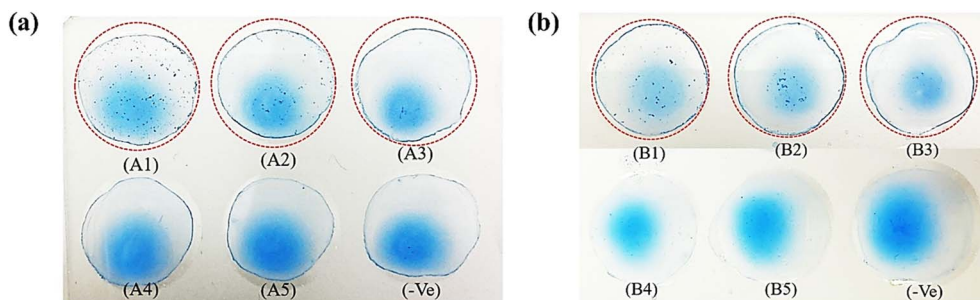 (a)
(b)
(A1) (A2) (A3)
(B1) (B2) (B3)
(A4) (A5) (-Ve)
(B4) (B5) (-Ve)